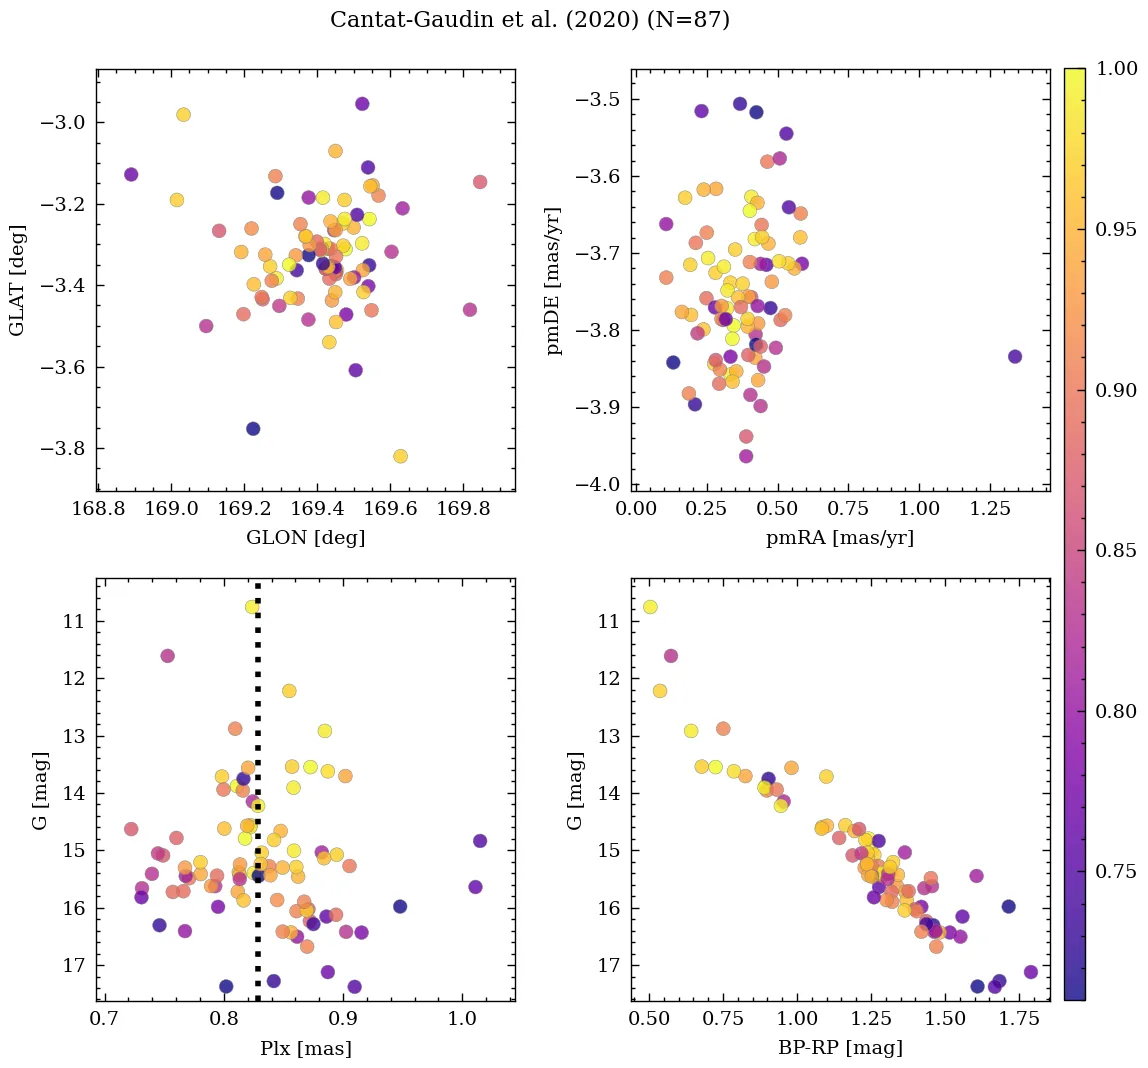 Cantat-Gaudin et al. (2020) (N=87)
−3.0
−3.2
−3.4
−3.6
−3.8
GLAT [deg]
168.8 169.0 169.2 169.4 169.6 169.8
GLON [deg]
−3.5
−3.6
−3.7
−3.8
−3.9
−4.0
pmDE [mas/yr]
0.00 0.25 0.50 0.75 1.00 1.25
pmRA [mas/yr]
11
12
13
14
15
16
17
G [mag]
0.7 0.8 0.9 1.0
Plx [mas]
11
12
13
14
15
16
17
G [mag]
0.50 0.75 1.00 1.25 1.50 1.75
BP-RP [mag]
1.00
0.95
0.90
0.85
0.80
0.75